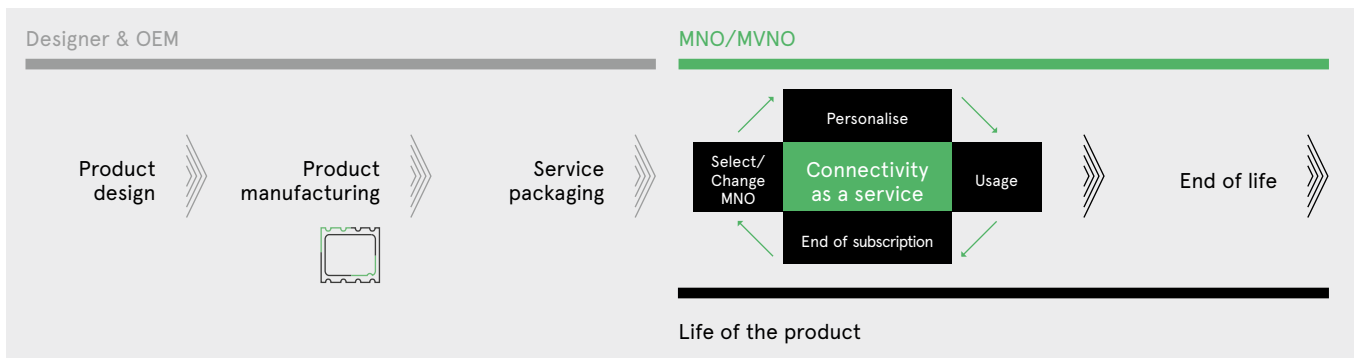 Designer & OEM
MNO/MVNO
Product
design
Product
manufacturing
Service
packaging
Personalise
Select/
Change
MNO
Connectivity
as a service
Usage
End of subscription
End of life
Life of the product